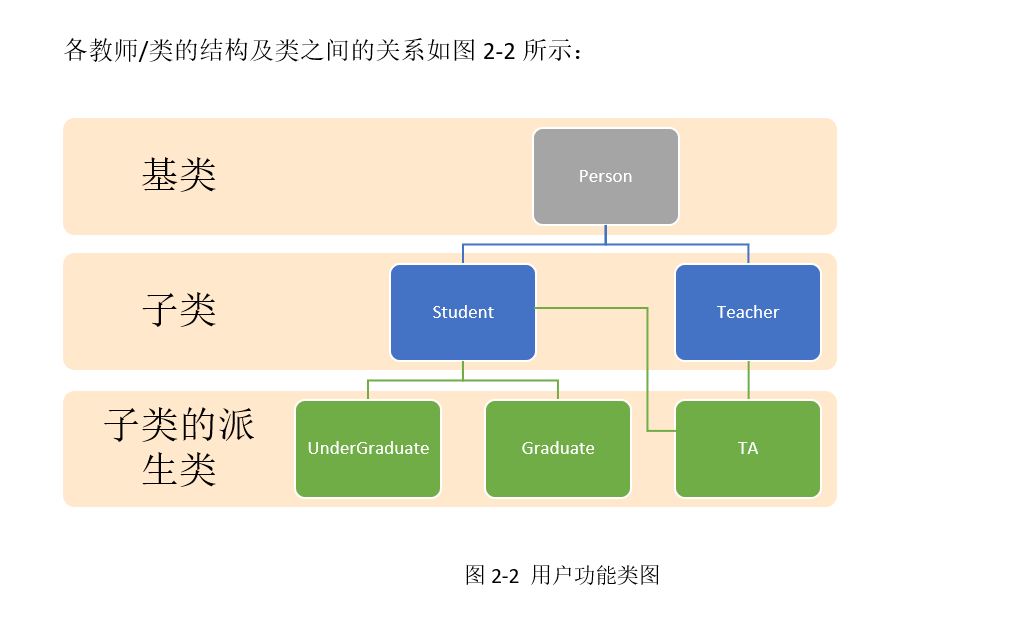 各教师/类的结构及类之间的关系如图 2-2 所示：
基类
Person
子类
Student
Teacher
子类的派
生类
UnderGraduate
Graduate
TA
图 2-2 用户功能类图